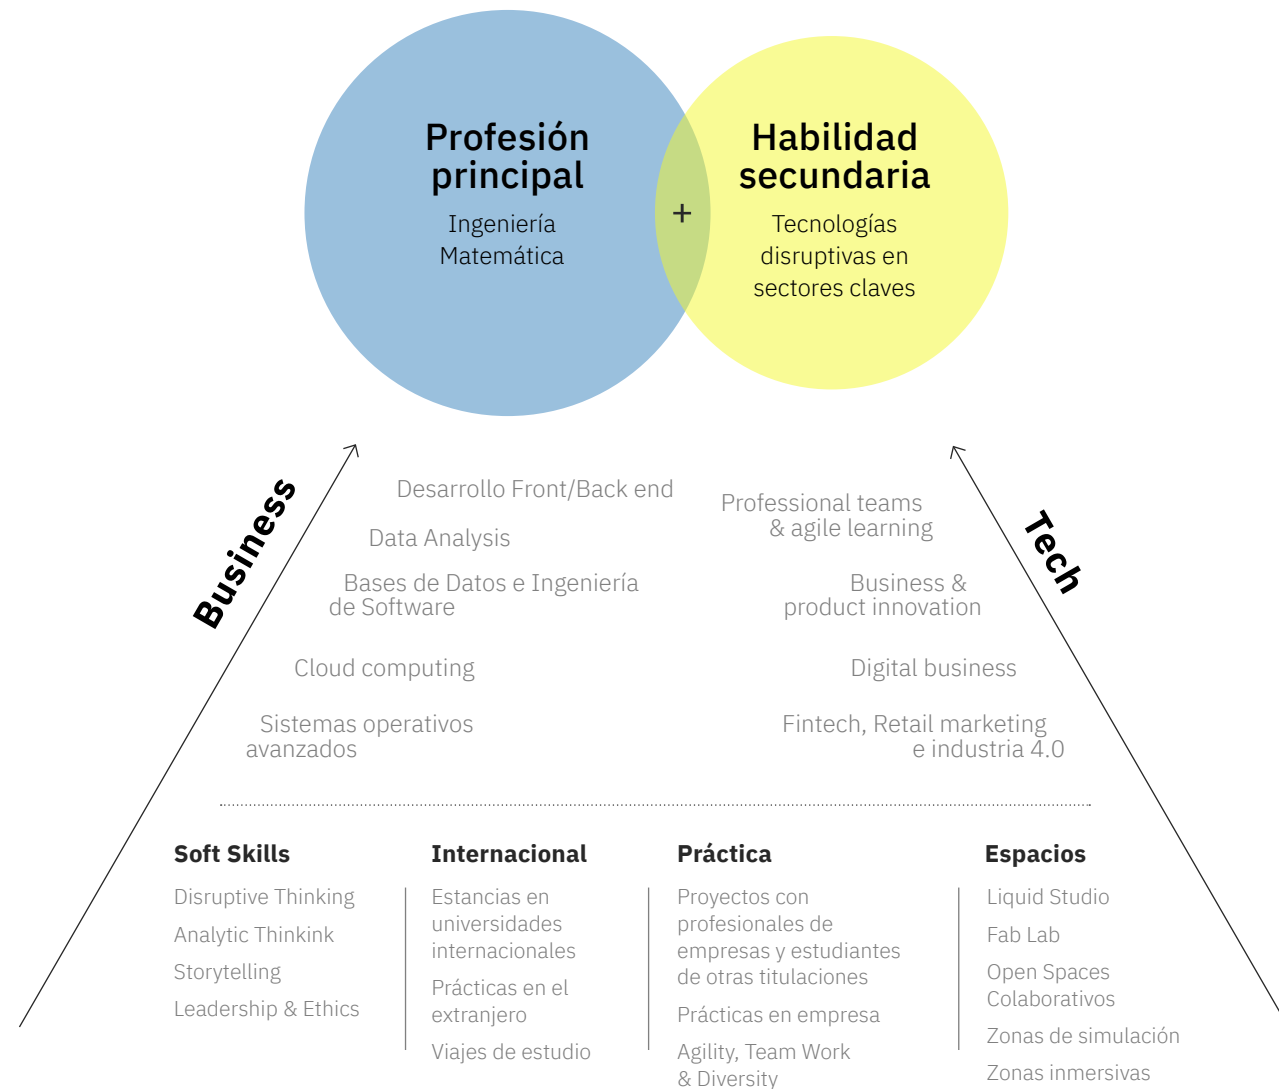 Profesión
principal
Ingeniería
Matemática
+
Habilidad
secundaria
Tecnologías
disruptivas en
sectores claves
Business
Desarrollo Front/Back end
Data Analysis
Bases de Datos e Ingeniería
de Software
Cloud computing
Sistemas operativos
avanzados
Professional teams
& agile learning
Business &
product innovation
Digital business
Fintech, Retail marketing
e industria 4.0
Tech
Soft Skills
Disruptive Thinking
Analytic Thinkink
Storytelling
Leadership & Ethics
Internacional
Estancias en
universidades
internacionales
Prácticas en el
extranjero
Viajes de estudio
Práctica
Proyectos con
profesionales de
empresas y estudiantes
de otras titulaciones
Prácticas en empresa
Agility, Team Work
& Diversity
Espacios
Liquid Studio
Fab Lab
Open Spaces
Colaborativos
Zonas de simulación
Zonas inmersivas